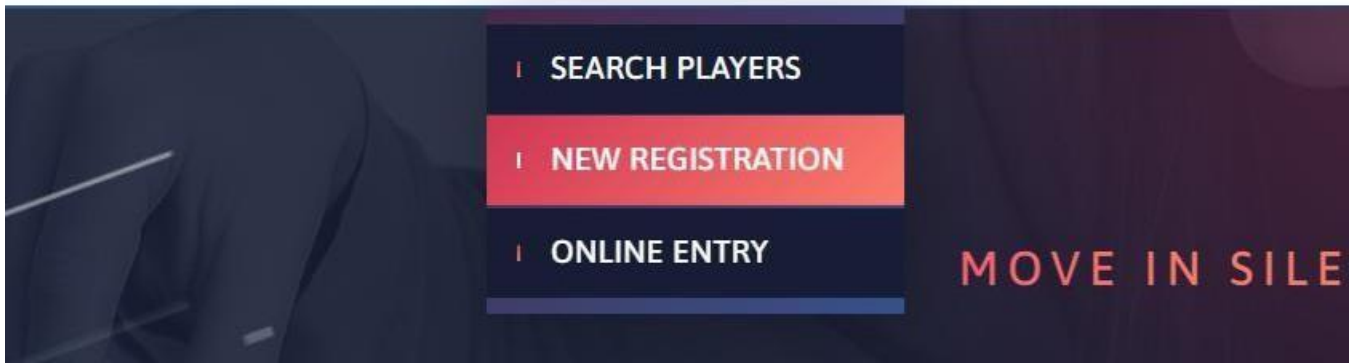 SEARCH PLAYERS
NEW REGISTRATION
ONLINE ENTRY
MOVE IN SILE